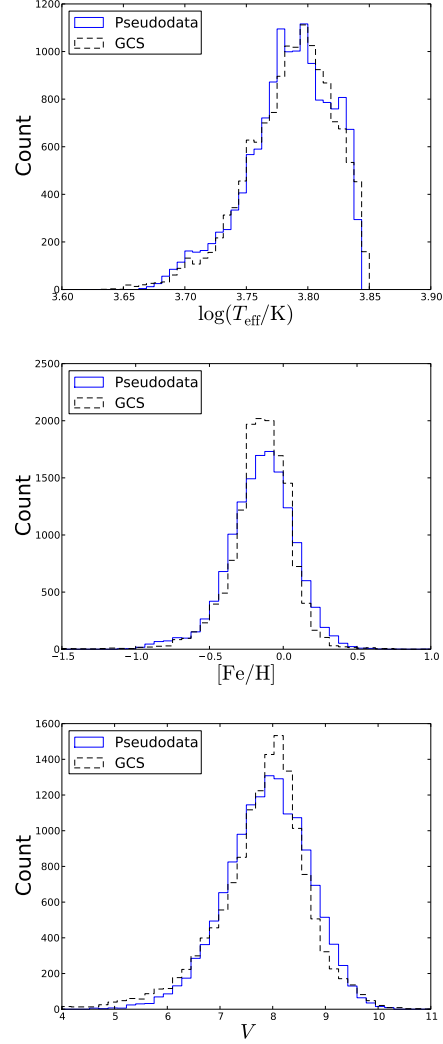 1200
1000
800
600
400
200
0
Count
Pseudodata
GCS
3.60 3.65 3.70 3.75 3.80 3.85 3.90
log(T_eff/K)
2500
2000
1500
1000
500
0
Count
Pseudodata
GCS
−1.5 −1.0 −0.5 0.0 0.5 1.0
[Fe/H]
1600
1400
1200
1000
800
600
400
200
0
Count
Pseudodata
GCS
4 5 6 7 8 9 10 11
V